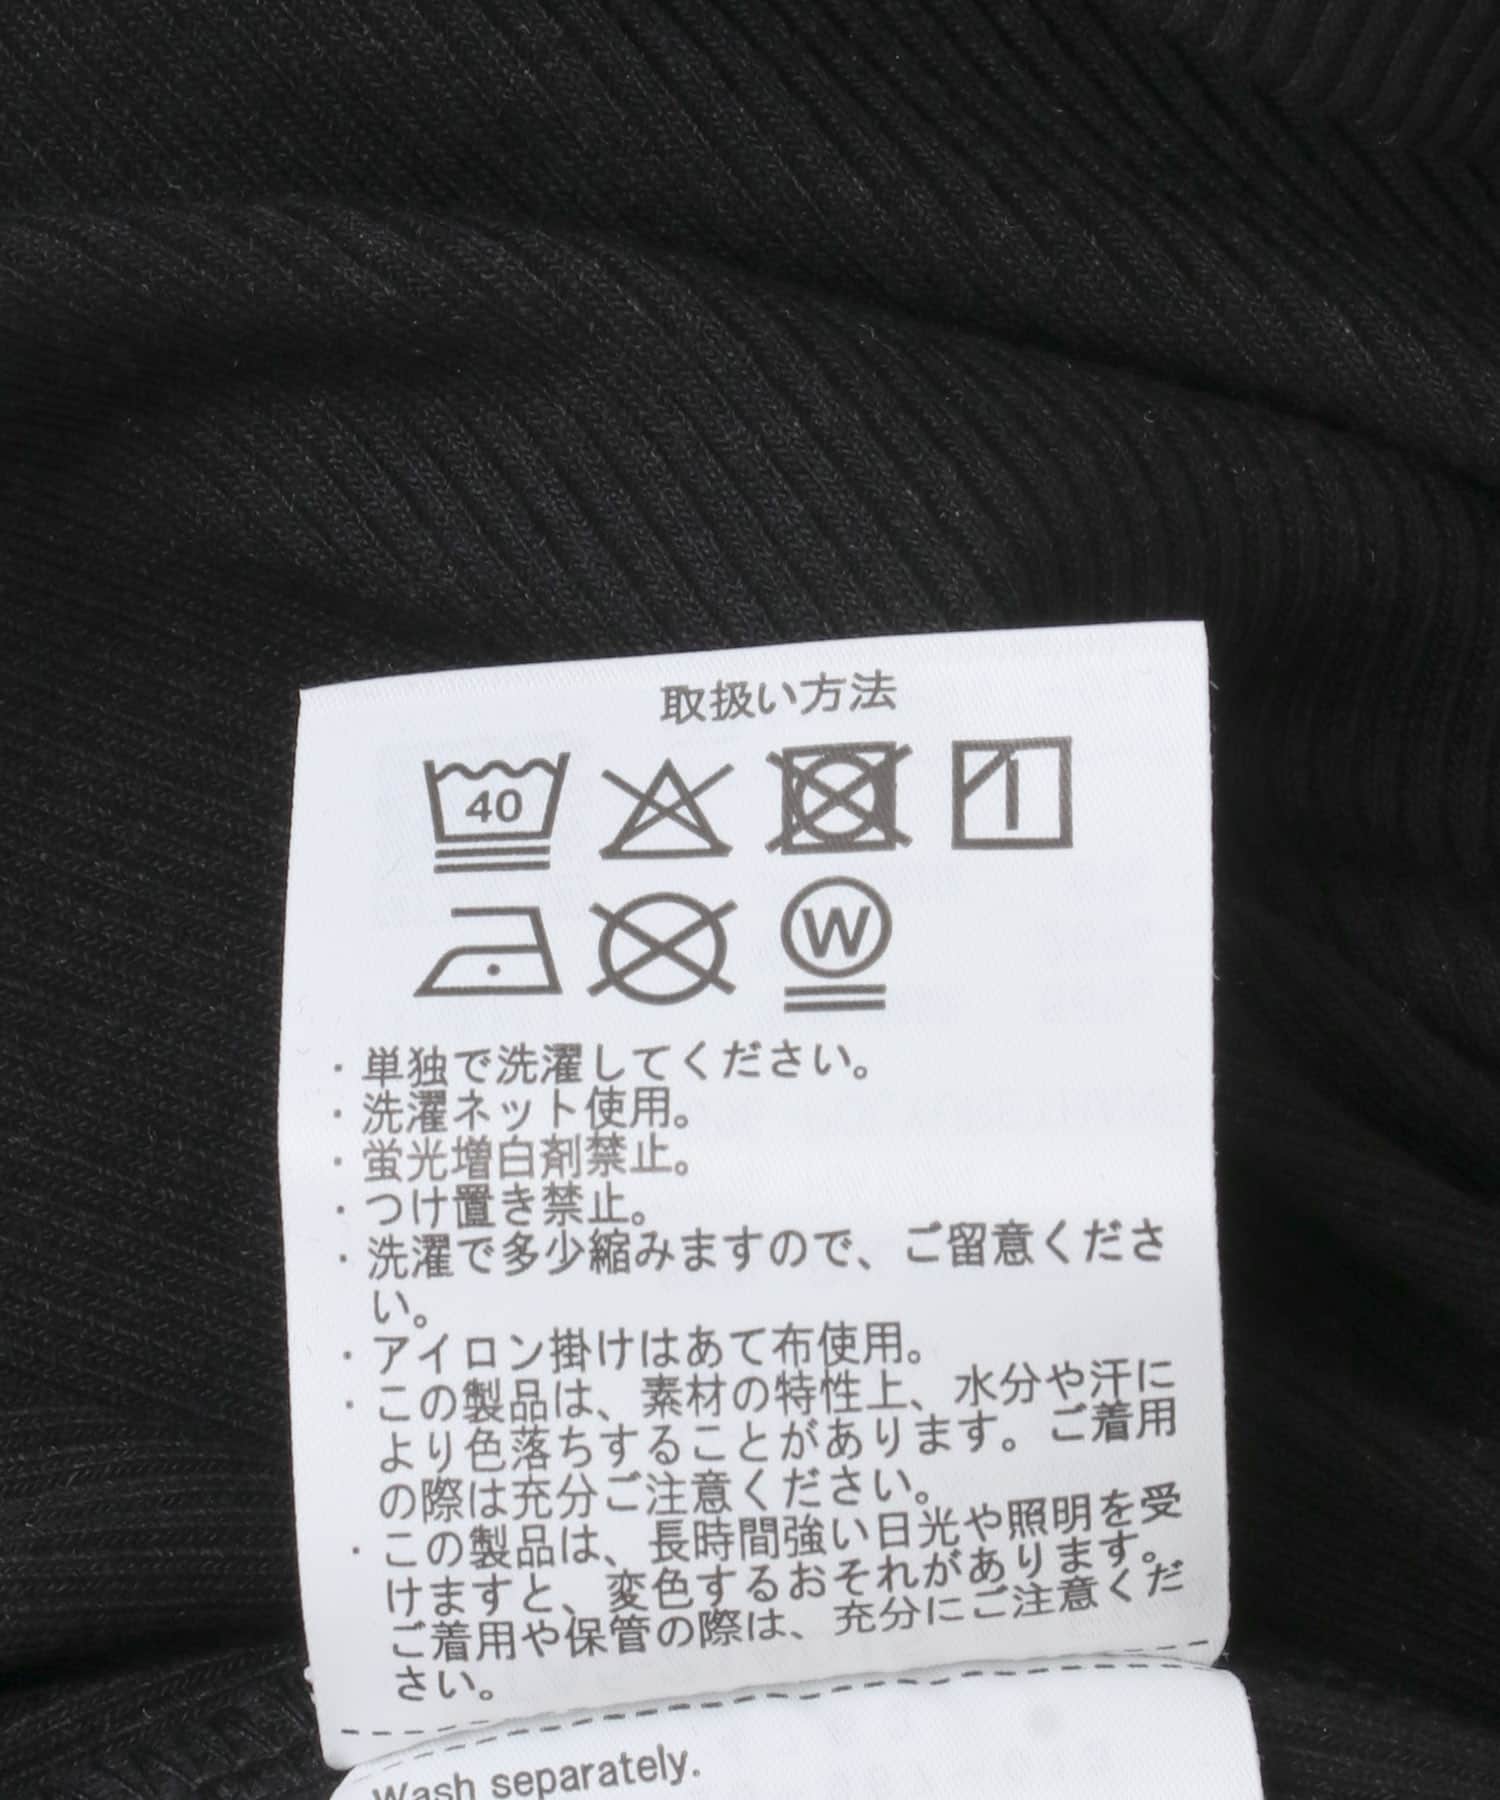 取扱い方法
40
W
・単独で洗濯してください。
・洗濯ネット使用。
・蛍光増白剤禁止。
・つけ置き禁止。
・洗濯で多少縮みますので、ご留意くださ
い。
・アイロン掛けはあて布使用。
・この製品は、素材の特性上、水分や汗に
より色落ちすることがあります。ご着用
の際は充分ご注意ください。
・この製品は、長時間強い日光や照明を受
けますと、変色するおそれがあります。
ご着用や保管の際は、充分にご注意くだ
さい。
Wash separately.